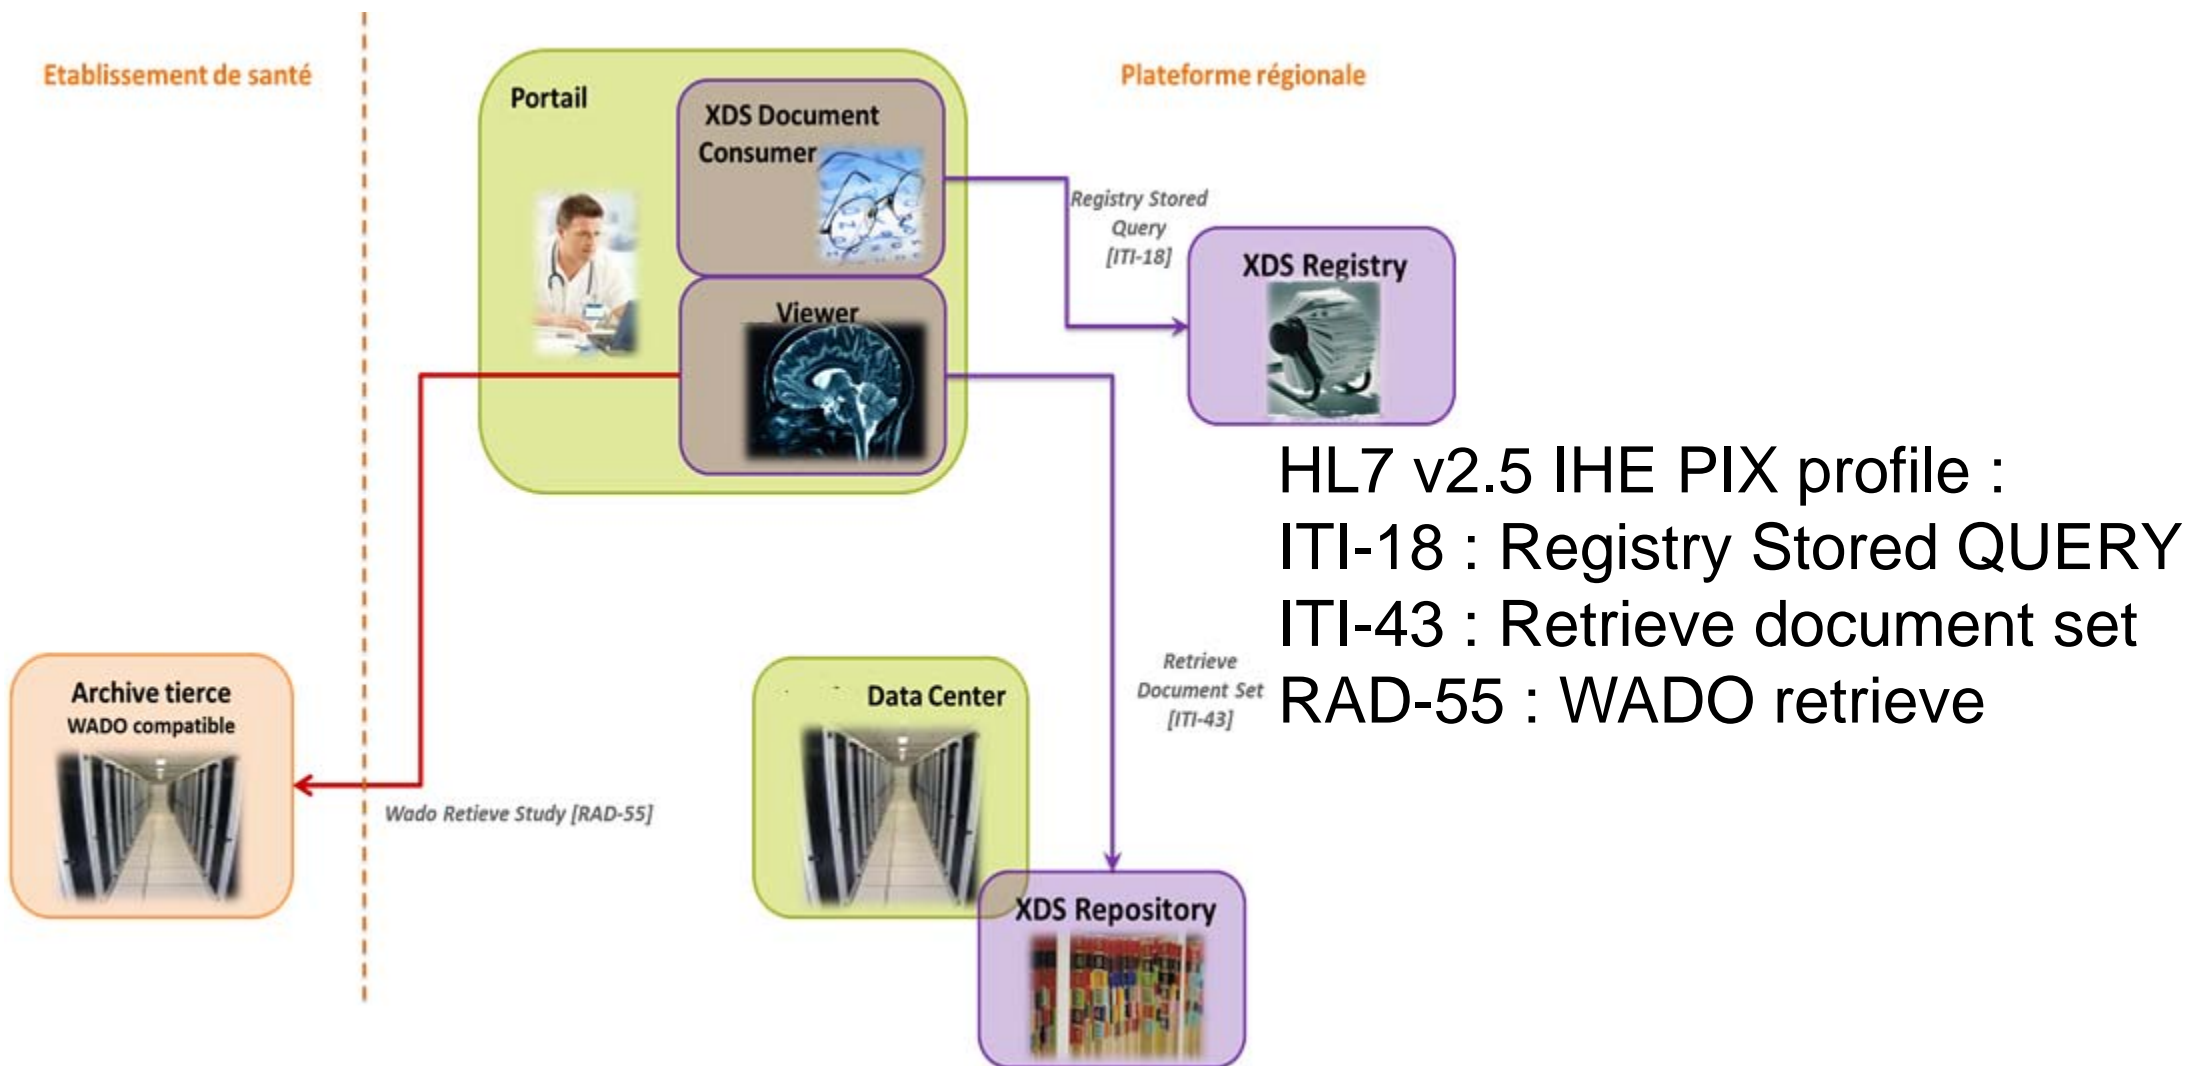 Etablissement de santé
Plateforme régionale
Portail
XDS Document
Consumer
Viewer
Registry Stored
Query
[ITI-18]
XDS Registry
HL7 v2.5 IHE PIX profile :
ITI-18 : Registry Stored QUERY
ITI-43 : Retrieve document set
RAD-55 : WADO retrieve
Retrieve
Document Set
[ITI-43]
Archive tierce
WADO compatible
Wado Retieve Study [RAD-55]
Data Center
XDS Repository